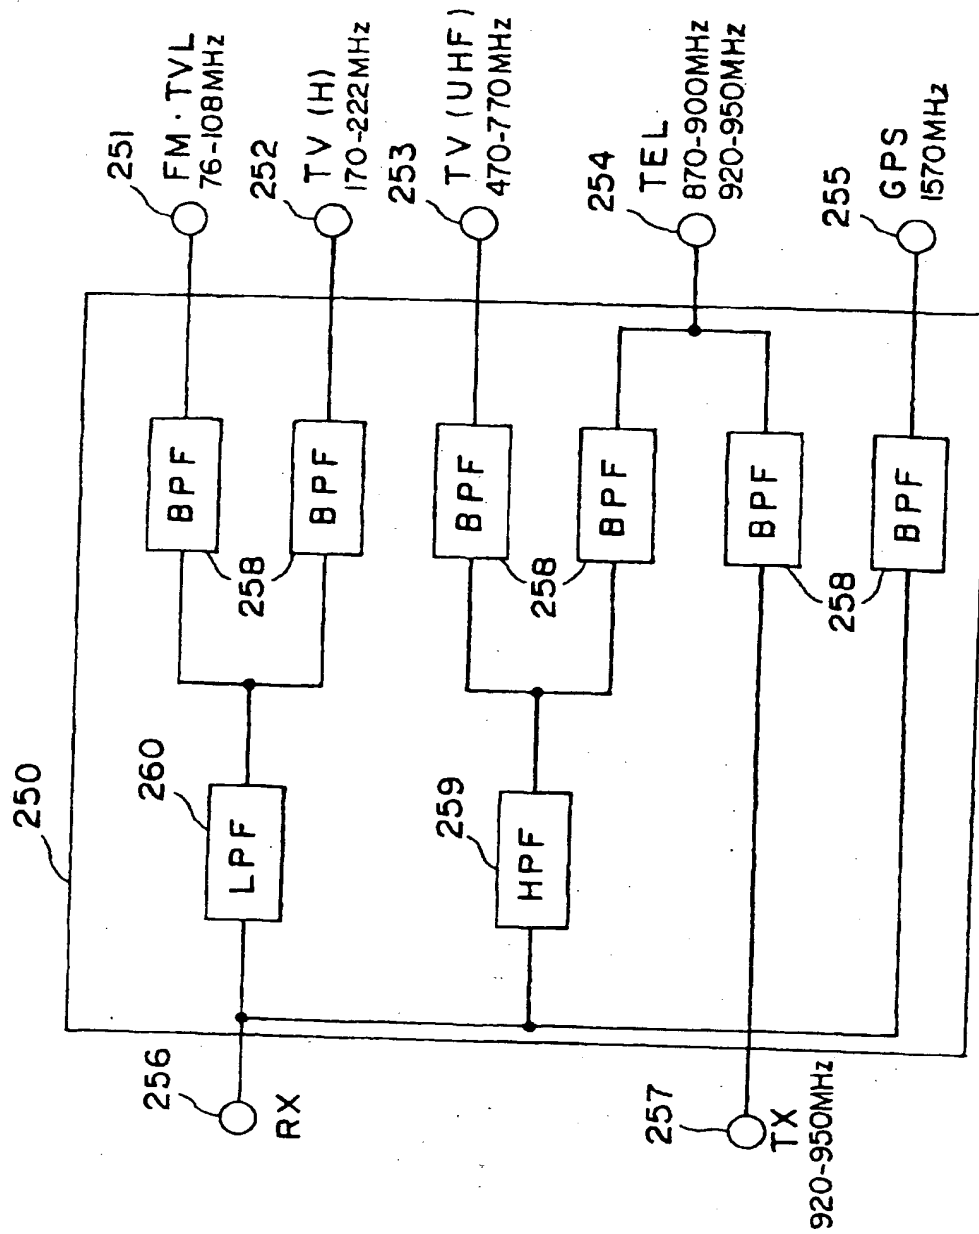 250
251
FM · TVL
76-108MHz
252
TV (H)
170-222MHz
253
TV (UHF)
470-770MHz
254
TEL
870-900MHz
920-950MHz
255
GPS
1570MHz
BPF
BPF
258
BPF
BPF
258
BPF
BPF
258
260
LPF
259
HPF
256
RX
257
TX
920-950MHz